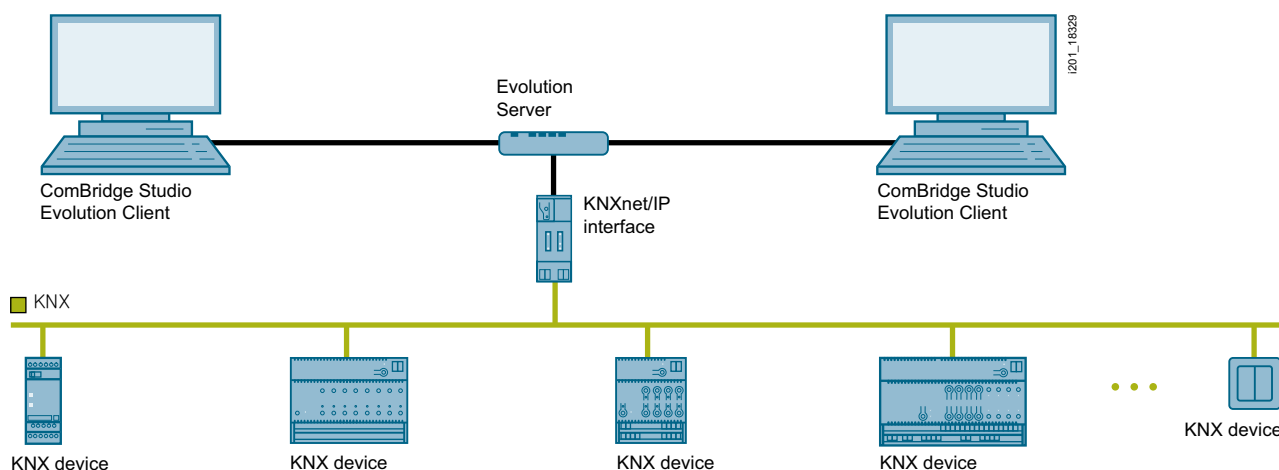 i201_18329
Evolution
Server
ComBridge Studio
Evolution Client
KNXnet/IP
interface
ComBridge Studio
Evolution Client
KNX
KNX device
KNX device
KNX device
KNX device
KNX device